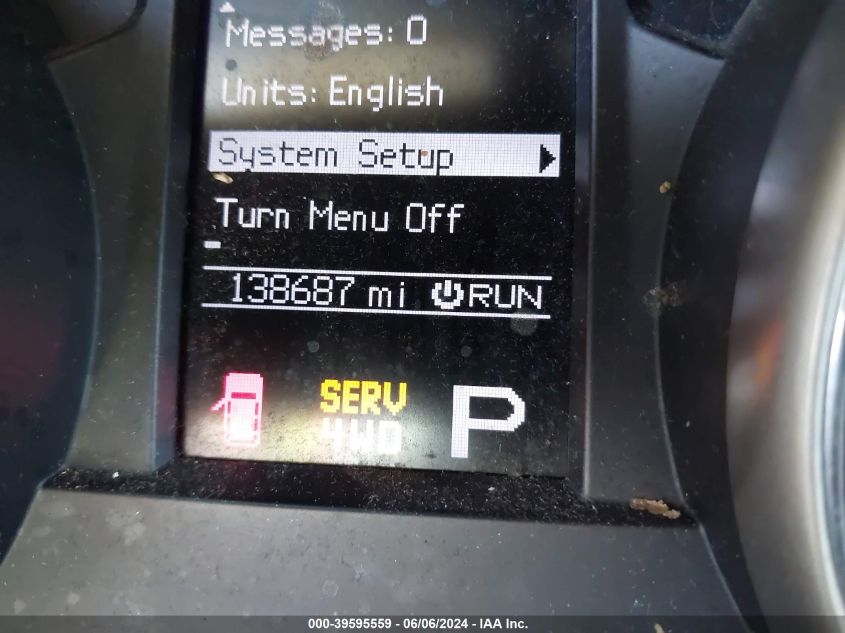 Messages: 0
Units: English
System Setup
Turn Menu Off
138687 mi RUN
SERV
4WD
P
000-39595559 - 06/06/2024 - IAA Inc.